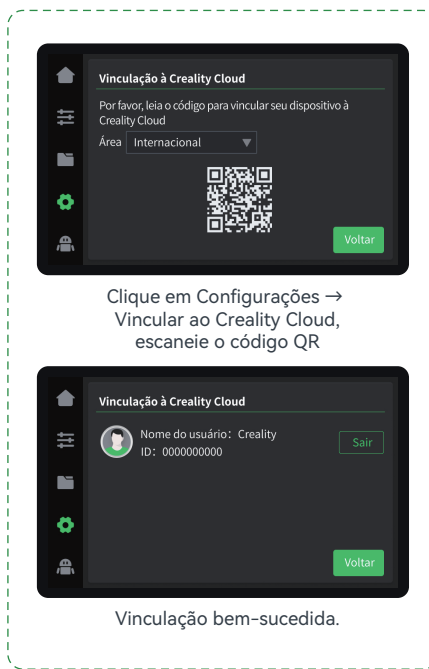 Vinculação à Creality Cloud
Por favor, leia o código para vincular seu dispositivo à
Creality Cloud
Área Internacional
Voltar
Clique em Configurações →
Vincular ao Creality Cloud,
escaneie o código QR
Vinculação à Creality Cloud
Nome do usuário: Creality
Sair
ID: 0000000000
Voltar
Vinculação bem-sucedida.